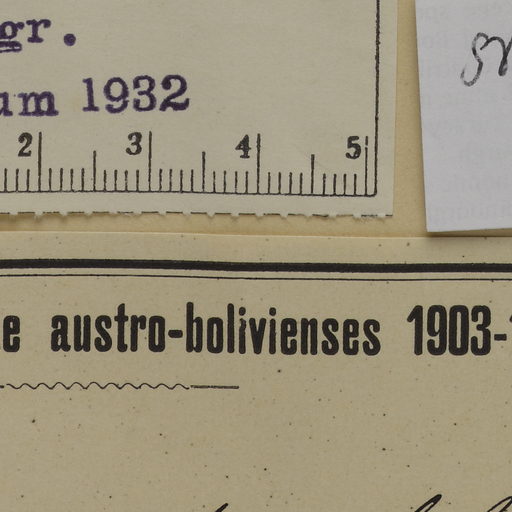 gr.
um 1932
2 3 4 5
e austro-bolivienses 1903-